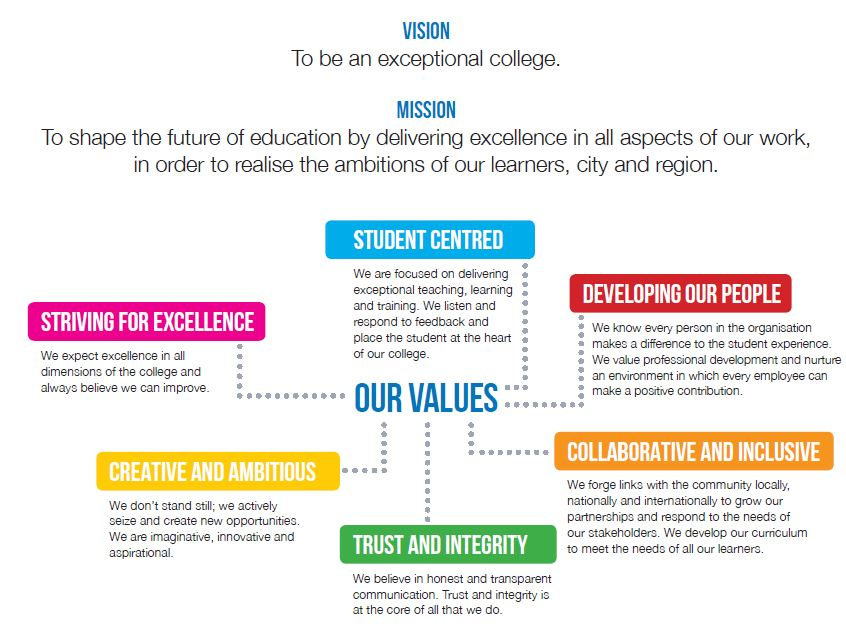 VISION
To be an exceptional college.
MISSION
To shape the future of education by delivering excellence in all aspects of our work,
in order to realise the ambitions of our learners, city and region.
STUDENT CENTRED
We are focused on delivering
exceptional teaching, learning
and training. We listen and
respond to feedback and
place the student at the heart
of our college.
DEVELOPING OUR PEOPLE
We know every person in the organisation
makes a difference to the student experience.
We value professional development and nurture
an environment in which every employee can
make a positive contribution.
STRIVING FOR EXCELLENCE
We expect excellence in all
dimensions of the college and
always believe we can improve.
OUR VALUES
COLLABORATIVE AND INCLUSIVE
We forge links with the community locally,
nationally and internationally to grow our
partnerships and respond to the needs of
our stakeholders. We develop our curriculum
to meet the needs of all our learners.
CREATIVE AND AMBITIOUS
We don't stand still; we actively
seize and create new opportunities.
We are imaginative, innovative and
aspirational.
TRUST AND INTEGRITY
We believe in honest and transparent
communication. Trust and integrity is
at the core of all that we do.